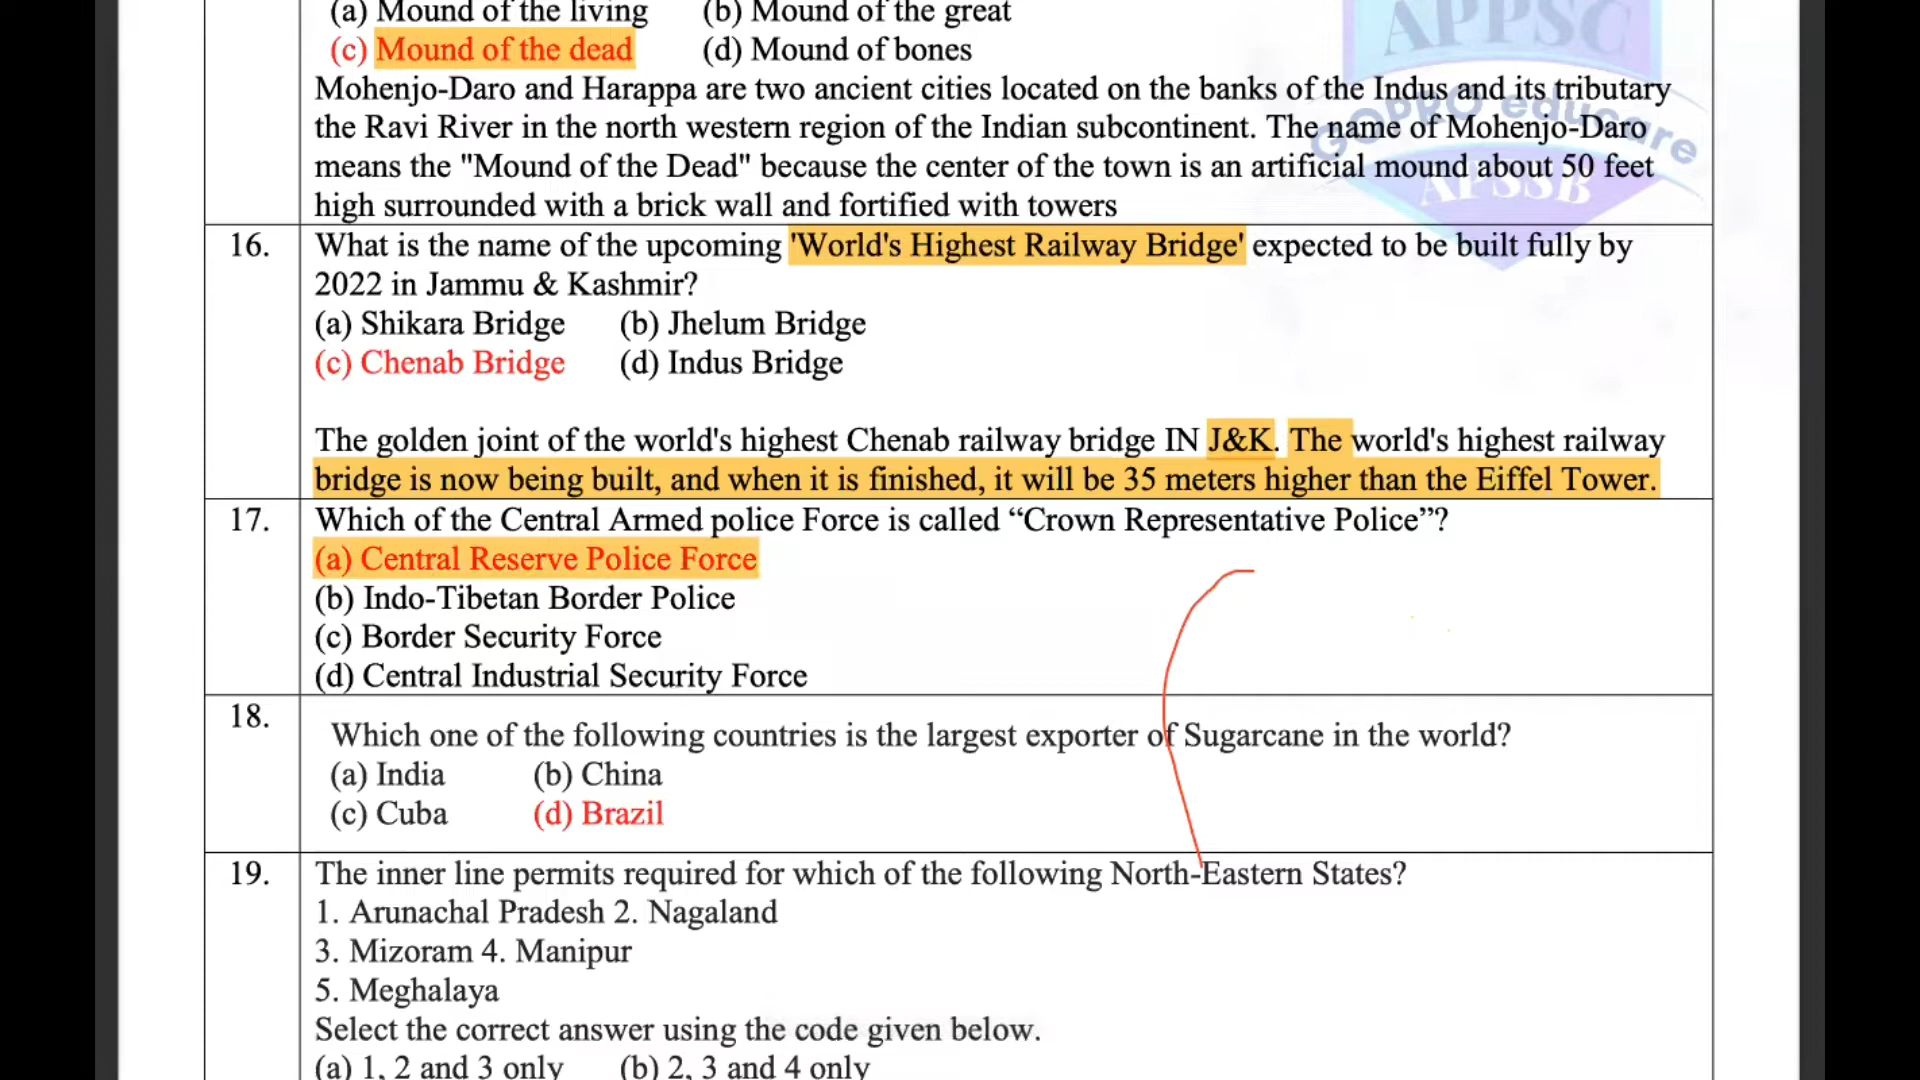 (a) Mound of the living (b) Mound of the great
(c) Mound of the dead (d) Mound of bones
Mohenjo-Daro and Harappa are two ancient cities located on the banks of the Indus and its tributary
the Ravi River in the north western region of the Indian subcontinent. The name of Mohenjo-Daro
means the "Mound of the Dead" because the center of the town is an artificial mound about 50 feet
high surrounded with a brick wall and fortified with towers
APPSC
GOPRO educare
APSSB
16. What is the name of the upcoming 'World's Highest Railway Bridge' expected to be built fully by
2022 in Jammu & Kashmir?
(a) Shikara Bridge (b) Jhelum Bridge
(c) Chenab Bridge (d) Indus Bridge
The golden joint of the world's highest Chenab railway bridge IN J&K. The world's highest railway
bridge is now being built, and when it is finished, it will be 35 meters higher than the Eiffel Tower.
17. Which of the Central Armed police Force is called “Crown Representative Police”?
(a) Central Reserve Police Force
(b) Indo-Tibetan Border Police
(c) Border Security Force
(d) Central Industrial Security Force
18. Which one of the following countries is the largest exporter of Sugarcane in the world?
(a) India (b) China
(c) Cuba (d) Brazil
19. The inner line permits required for which of the following North-Eastern States?
1. Arunachal Pradesh 2. Nagaland
3. Mizoram 4. Manipur
5. Meghalaya
Select the correct answer using the code given below.
(a) 1, 2 and 3 only (b) 2, 3 and 4 only